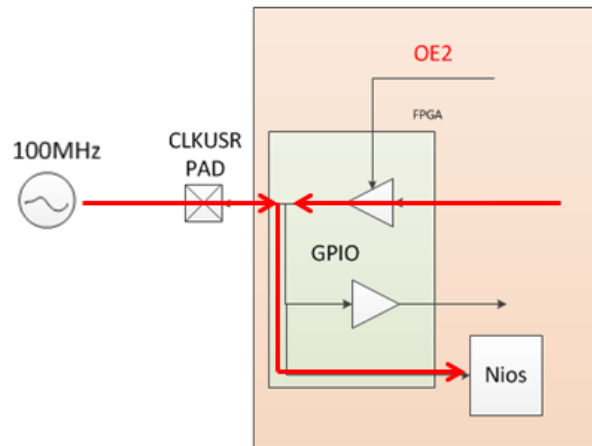 OE2
FPGA
100MHz
CLKUSR
PAD
GPIO
Nios